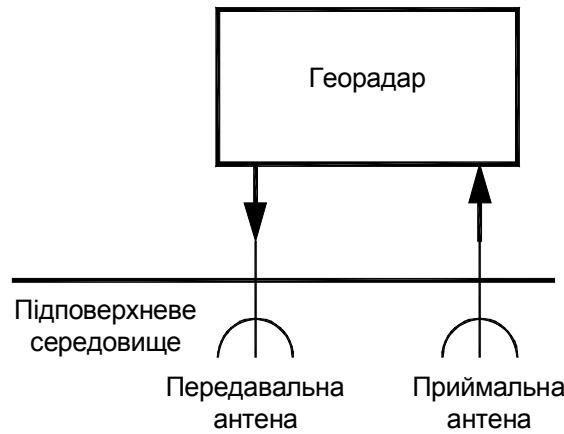 Георадар
Підповерхневе
середовище
Передавальна
антена
Приймальна
антена